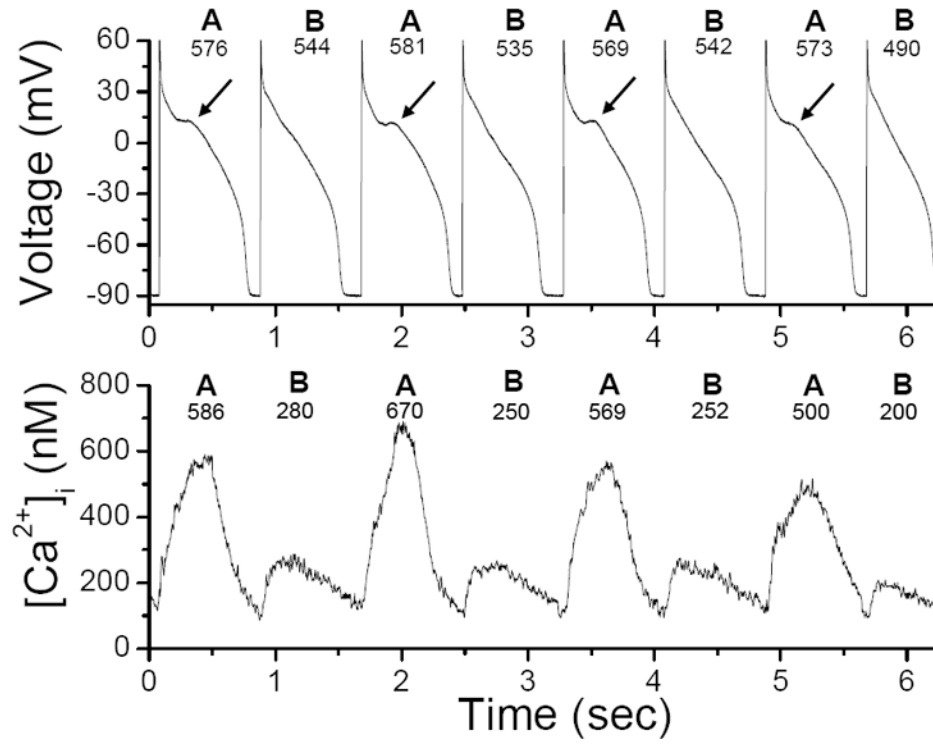 A B A B A B A B
576 544 581 535 569 542 573 490
Voltage (mV)
60
30
0
-30
-60
-90
0 1 2 3 4 5 6
A B A B A B A B
586 280 670 250 569 252 500 200
[Ca²⁺]ᵢ (nM)
800
600
400
200
0
0 1 2 3 4 5 6
Time (sec)